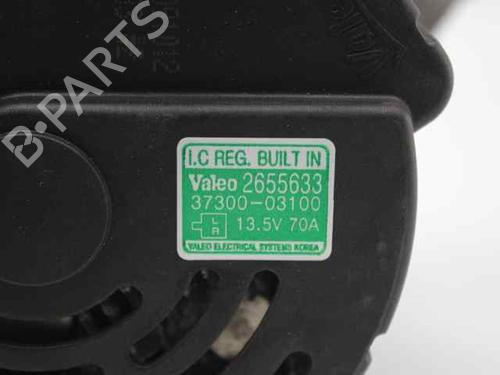 I.C REG. BUILT IN
Valeo 2655633
37300-03100
L
R
13.5V 70A
VALEO ELECTRICAL SYSTEMS KOREA
B-PARTS